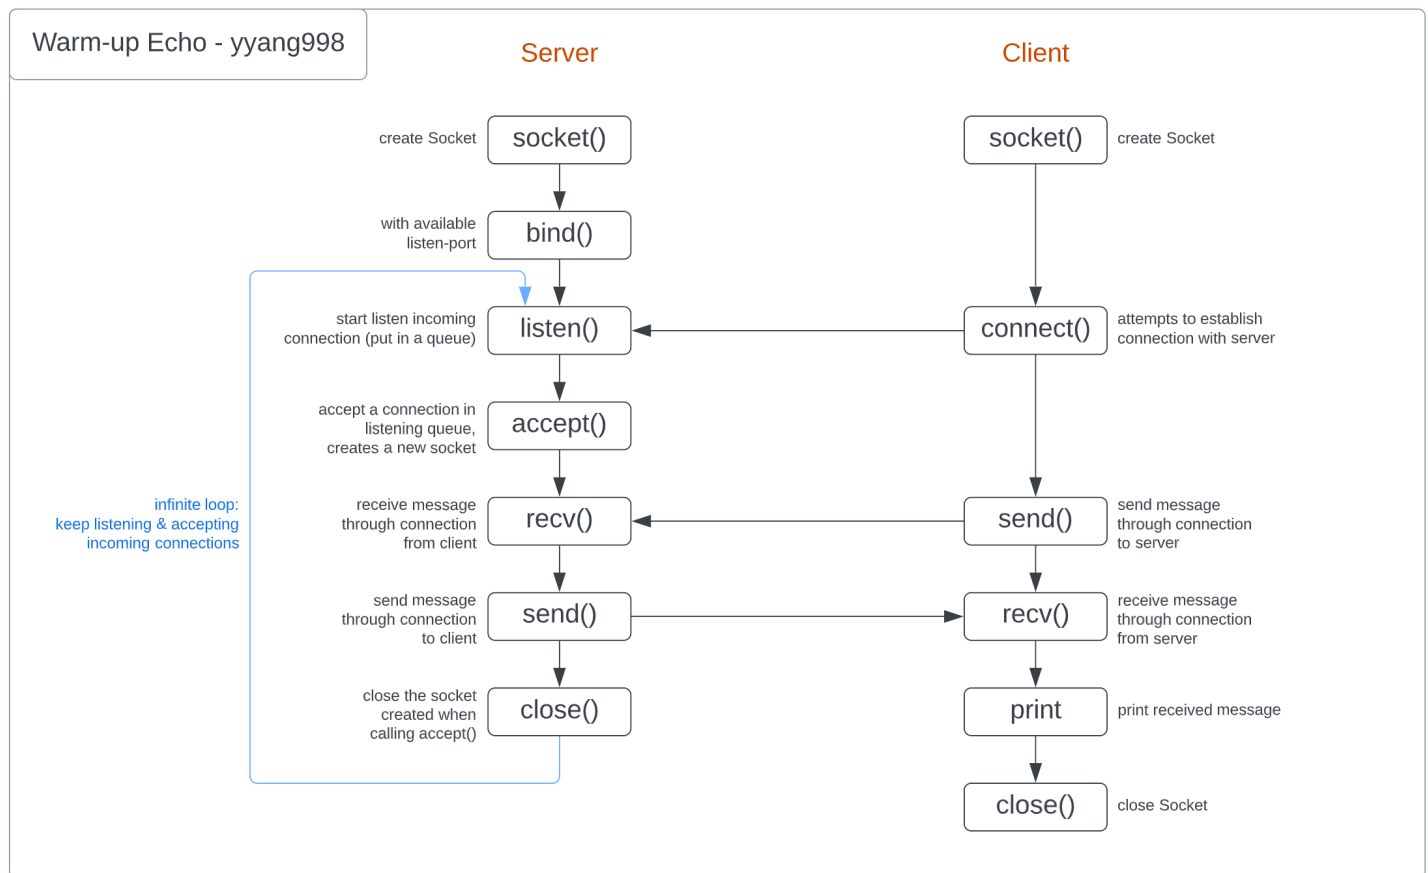 Warm-up Echo - yyang998
Server
Client
create Socket
socket()
socket()
create Socket
with available
listen-port
bind()
start listen incoming
connection (put in a queue)
listen()
connect()
attempts to establish
connection with server
accept a connection in
listening queue,
creates a new socket
accept()
infinite loop:
keep listening & accepting
incoming connections
receive message
through connection
from client
recv()
send()
send message
through connection
to server
send message
through connection
to client
send()
recv()
receive message
through connection
from server
close the socket
created when
calling accept()
close()
print
print received message
close()
close Socket